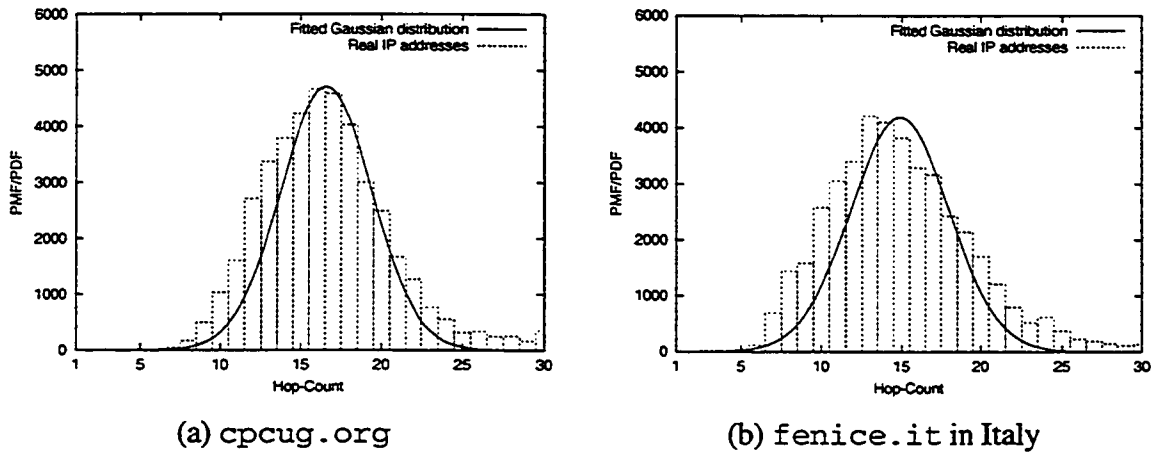 6000
5000
4000
3000
2000
1000
0
PMF/PDF
Fitted Gaussian distribution
Real IP addresses
1 5 10 15 20 25 30
Hop-Count
(a) cpcug.org
6000
5000
4000
3000
2000
1000
0
PMF/PDF
Fitted Gaussian distribution
Real IP addresses
1 5 10 15 20 25 30
Hop-Count
(b) fenice.it in Italy